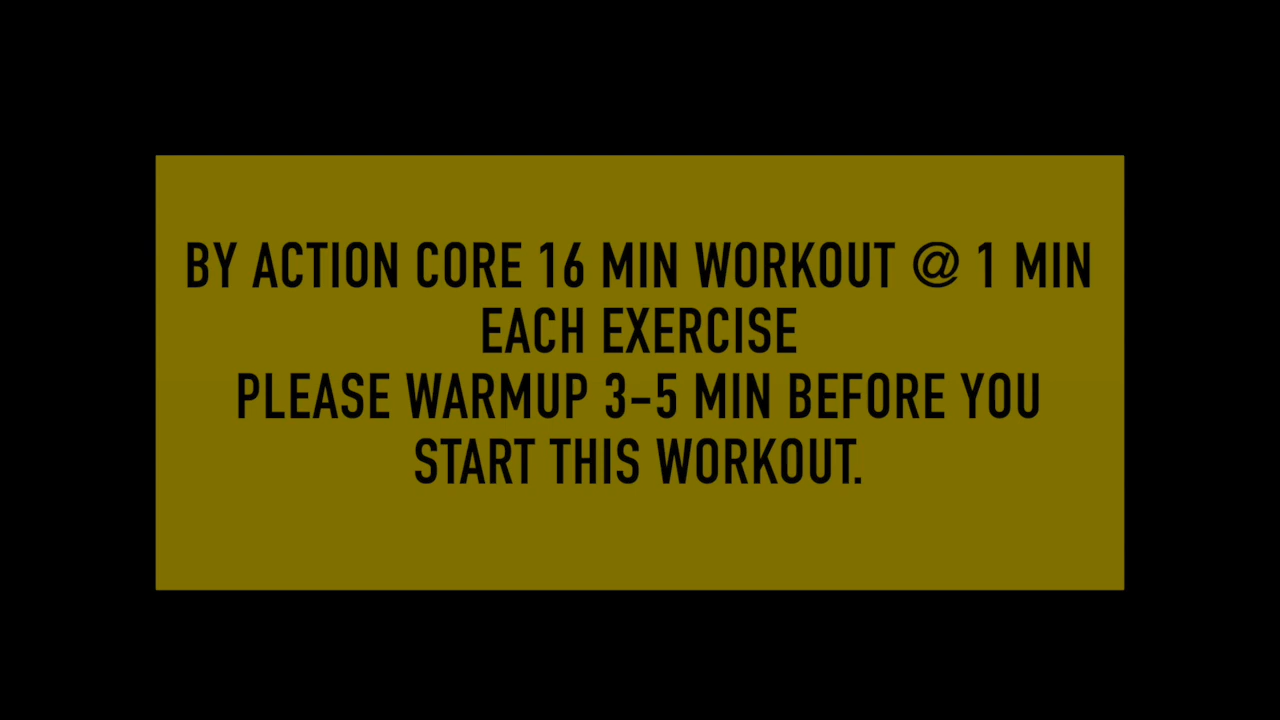 BY ACTION CORE 16 MIN WORKOUT @ 1 MIN
EACH EXERCISE
PLEASE WARMUP 3-5 MIN BEFORE YOU
START THIS WORKOUT.